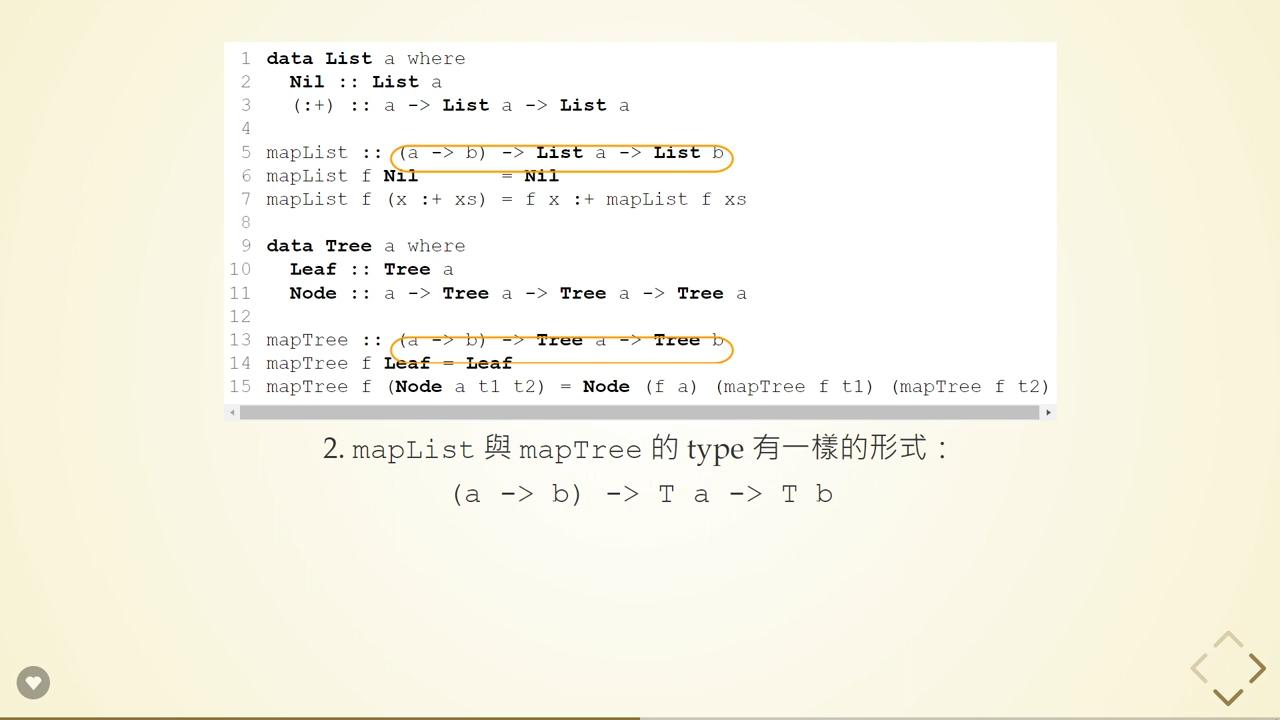 1 data List a where
2 Nil :: List a
3 (:+) :: a -> List a -> List a
4
5 mapList :: (a -> b) -> List a -> List b
6 mapList f Nil = Nil
7 mapList f (x :+ xs) = f x :+ mapList f xs
8
9 data Tree a where
10 Leaf :: Tree a
11 Node :: a -> Tree a -> Tree a -> Tree a
12
13 mapTree :: (a -> b) -> Tree a -> Tree b
14 mapTree f Leaf = Leaf
15 mapTree f (Node a t1 t2) = Node (f a) (mapTree f t1) (mapTree f t2)
2. mapList 與 mapTree 的 type 有一樣的形式：
(a -> b) -> T a -> T b